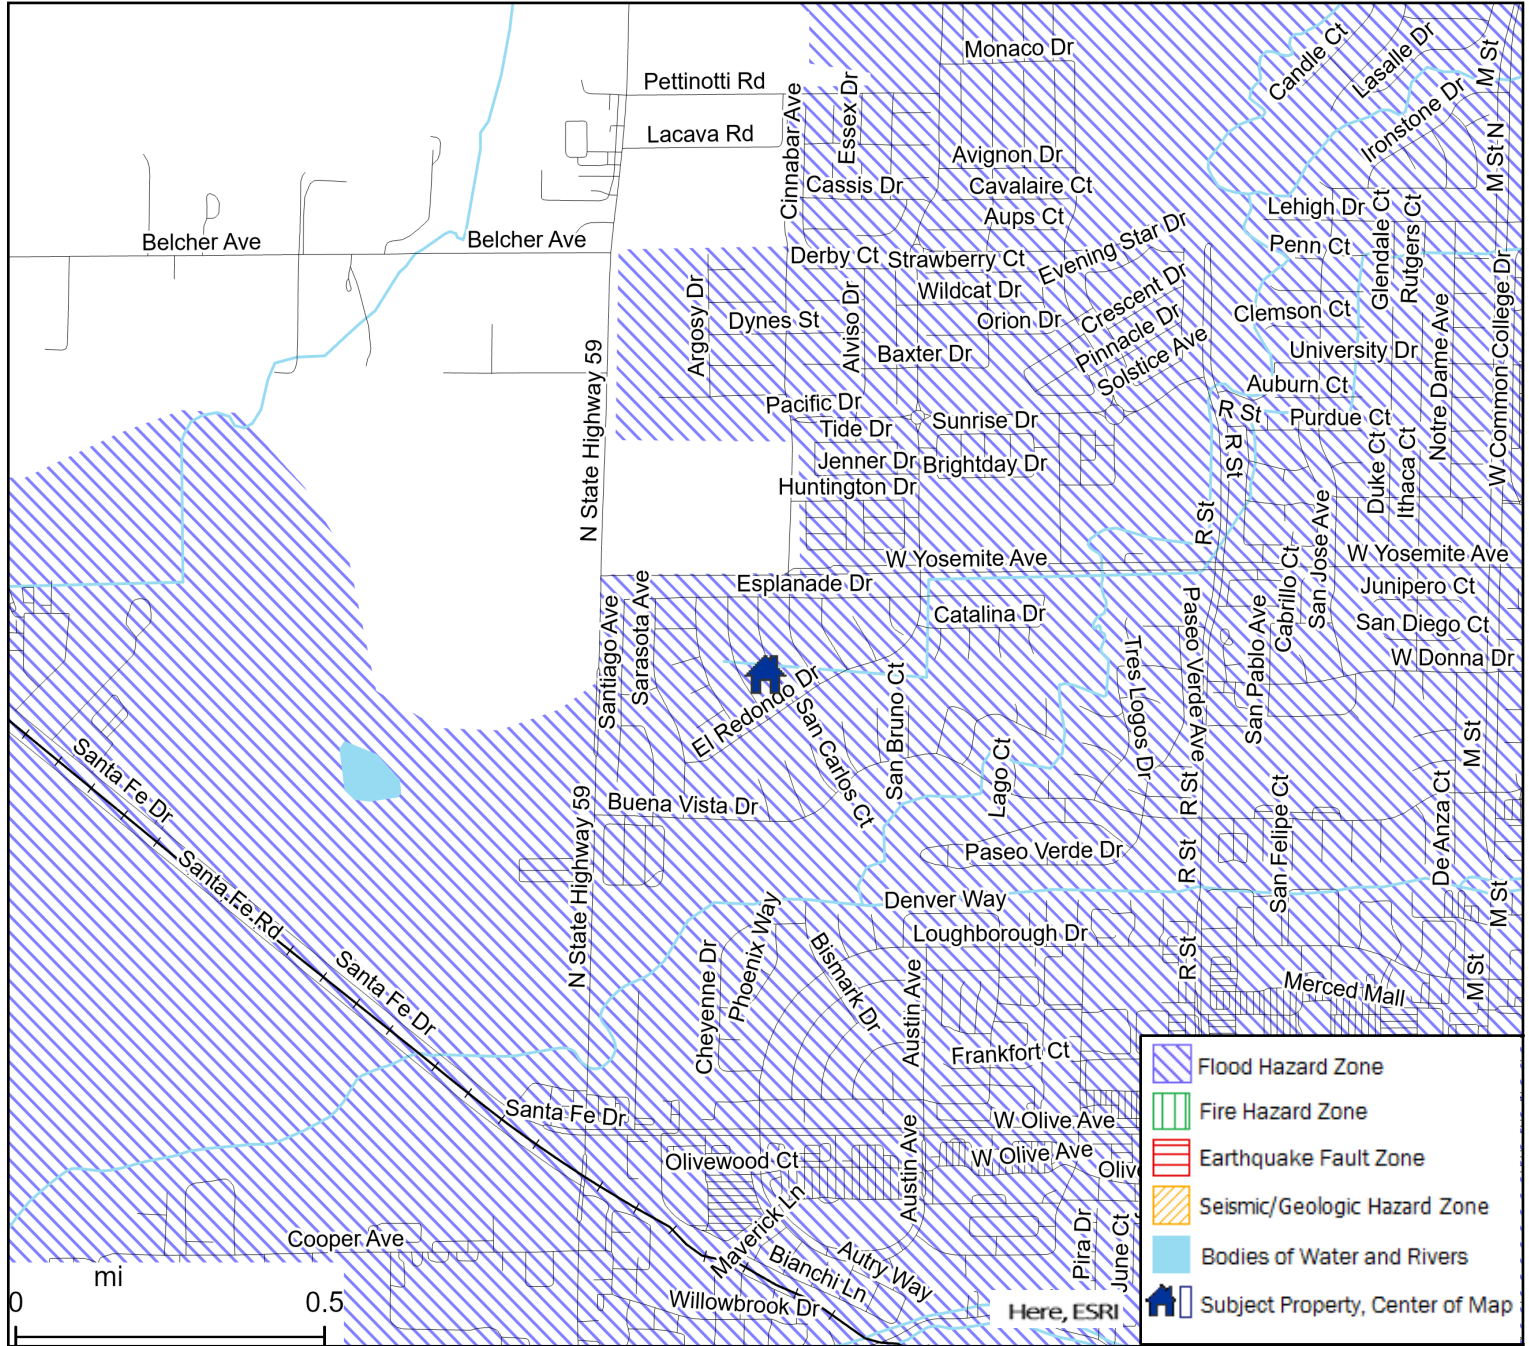 Monaco Dr
Candle Ct
Lasalle Dr
M St
Pettinotti Rd
Essex Dr
Cinnabar Ave
Ironstone Dr
Lacava Rd
Avignon Dr
M St N
Cassis Dr
Cavalaire Ct
Lehigh Dr
Glendale Ct
Rutgers Ct
Aups Ct
Belcher Ave
Belcher Ave
Evening Star Dr
Penn Ct
Derby Ct
Strawberry Ct
Wildcat Dr
Crescent Dr
Argosy Dr
Alviso Dr
Clemson Ct
W Common College Dr
Dynes St
Orion Dr
Pinnacle Dr
Solstice Ave
University Dr
Notre Dame Ave
Baxter Dr
Auburn Ct
N State Highway 59
Pacific Dr
R St
Purdue Ct
Tide Dr
Sunrise Dr
R St
Jenner Dr
Brightday Dr
Duke Ct
Ithaca Ct
Huntington Dr
R St
San Jose Ave
W Yosemite Ave
W Yosemite Ave
Esplanade Dr
Cabrillo Ct
Junipero Ct
Santiago Ave
Sarasota Ave
Catalina Dr
Paseo Verde Ave
San Pablo Ave
San Diego Ct
W Donna Dr
Tres Logos Dr
El Redondo Dr
San Carlos Ct
San Bruno Ct
M St
Santa Fe Dr
Lago Ct
R St
Buena Vista Dr
N State Highway 59
San Felipe Ct
De Anza Ct
Paseo Verde Dr
R St
Santa Fe Rd
Denver Way
M St
Phoenix Way
Loughborough Dr
Santa Fe Dr
Cheyenne Dr
Bismark Dr
Austin Ave
R St
M St
Merced Mall
Frankfort Ct
Flood Hazard Zone
Santa Fe Dr
W Olive Ave
Fire Hazard Zone
Olivewood Ct
Austin Ave
W Olive Ave
Earthquake Fault Zone
Maverick Ln
Pira Dr
June Ct
Seismic/Geologic Hazard Zone
Cooper Ave
Bianchi Ln
Autry Way
Bodies of Water and Rivers
mi
0 0.5
Willowbrook Dr
Here, ESRI
Subject Property, Center of Map